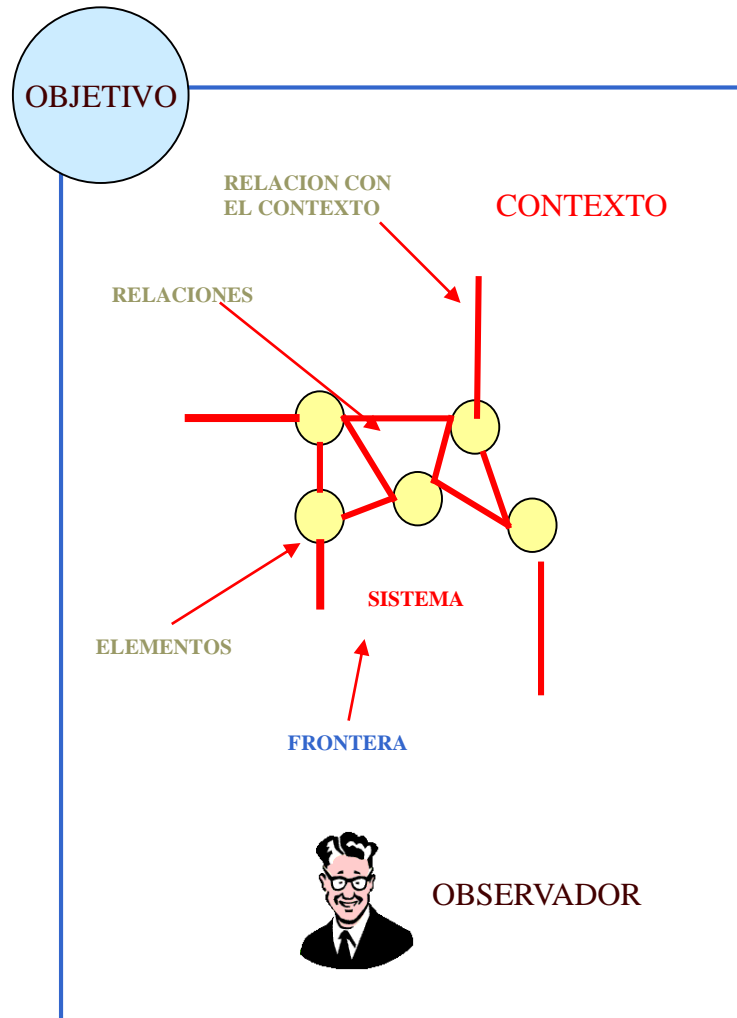 OBJETIVO
RELACION CON
EL CONTEXTO
CONTEXTO
RELACIONES
SISTEMA
ELEMENTOS
FRONTERA
OBSERVADOR